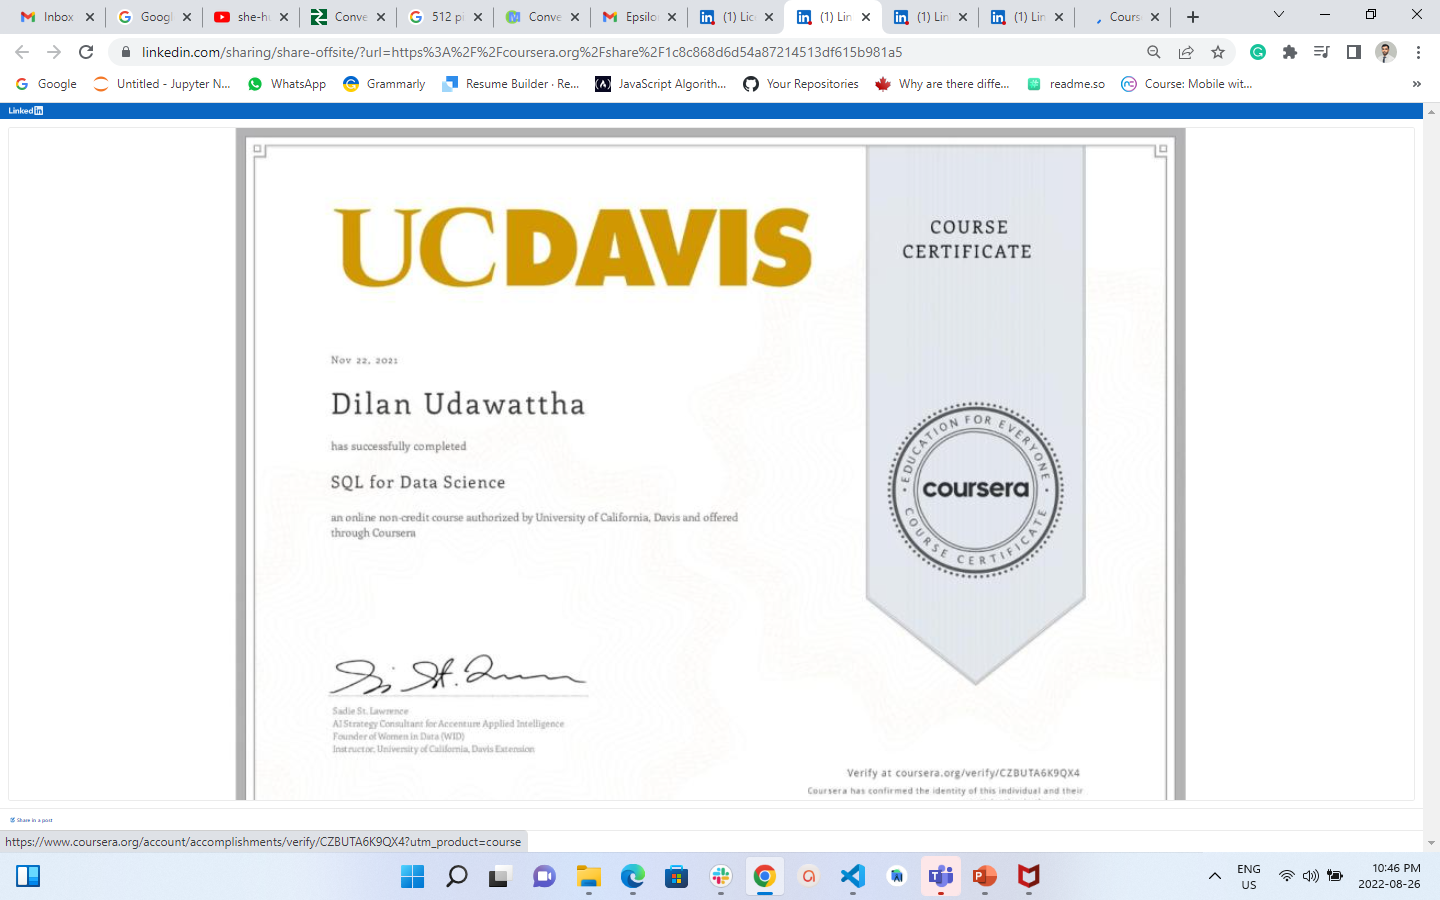 Inbox
Googl
she-hu
Conve
512 pi
Conve
Epsilo
(1) Lic
(1) Lin
(1) Lin
(1) Lin
Cours
linkedin.com/sharing/share-offsite/?url=https%3A%2F%2Fcoursera.org%2Fshare%2F1c8c868d6d54a87214513df615b981a5
Google
Untitled - Jupyter N...
WhatsApp
Grammarly
Resume Builder · Re...
JavaScript Algorith...
Your Repositories
Why are there diffe...
readme.so
Course: Mobile wit...
Linked in
UCDAVIS
COURSE
CERTIFICATE
Nov 22, 2021
Dilan Udawattha
has successfully completed
SQL for Data Science
an online non-credit course authorized by University of California, Davis and offered
through Coursera
EDUCATION FOR EVERYONE
coursera
COURSE CERTIFICATE
Sadie St. Lawrence
AI Strategy Consultant for Accenture Applied Intelligence
Founder of Women in Data (WID)
Instructor, University of California, Davis Extension
Verify at coursera.org/verify/CZBUTA6K9QX4
Coursera has confirmed the identity of this individual and their
Share in a post
https://www.coursera.org/account/accomplishments/verify/CZBUTA6K9QX4?utm_product=course
ENG
US
10:46 PM
2022-08-26